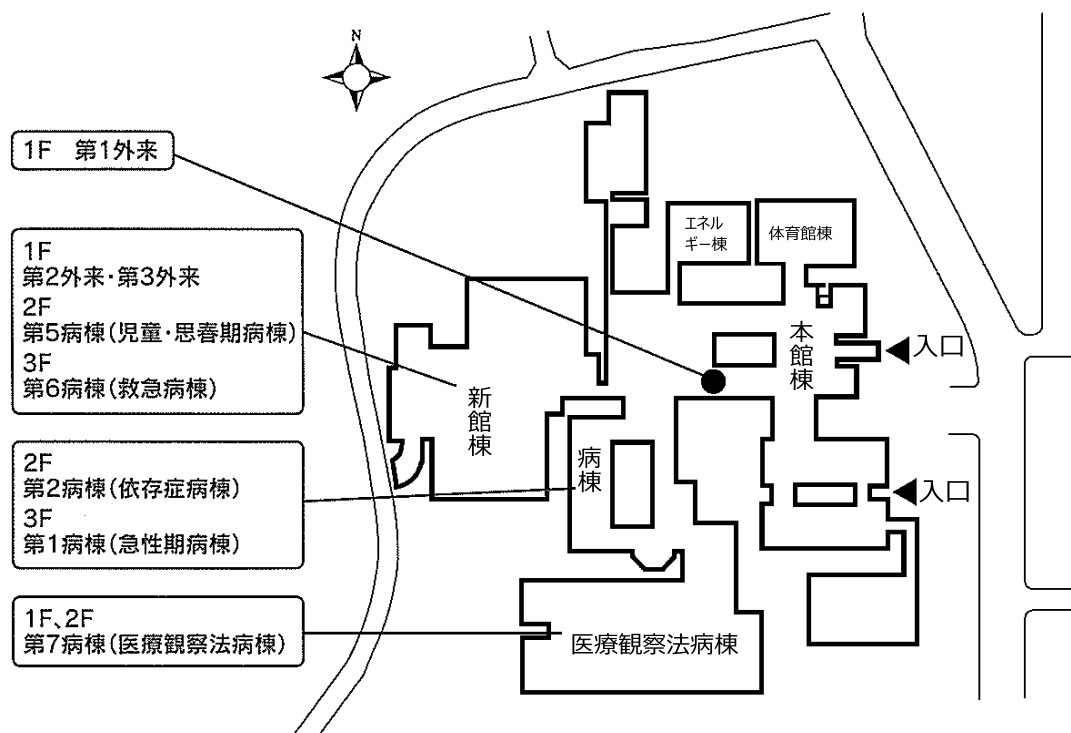 N
1F 第1外来
1F
第2外来・第3外来
2F
第5病棟(児童・思春期病棟)
3F
第6病棟(救急病棟)
2F
第2病棟(依存症病棟)
3F
第1病棟(急性期病棟)
1F、2F
第7病棟(医療観察法病棟)
エネル
ギー棟
体育館棟
本館棟
入口
新館棟
病棟
入口
医療観察法病棟